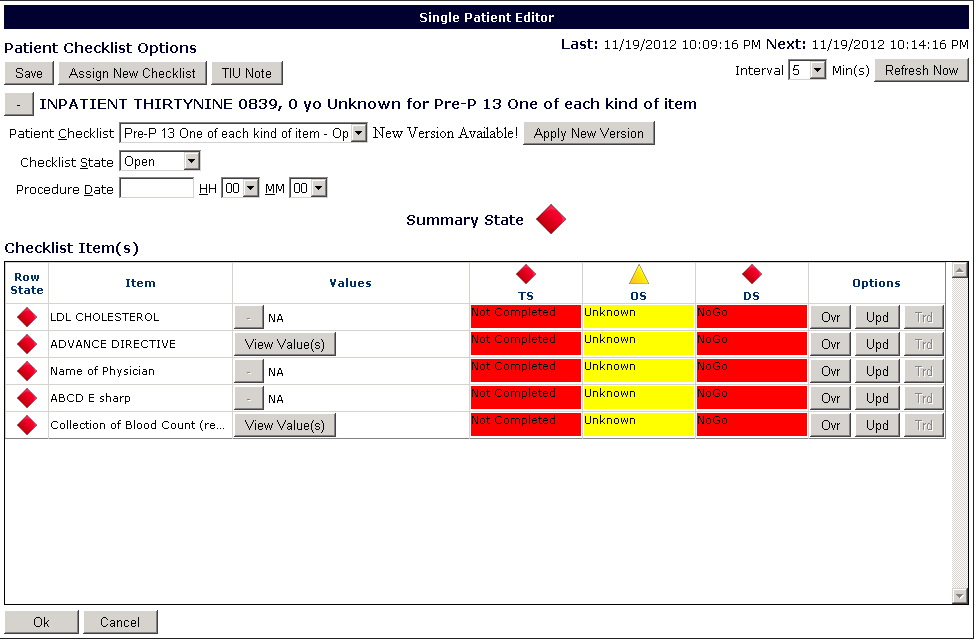 Single Patient Editor
Patient Checklist Options
Last: 11/19/2012 10:09:16 PM Next: 11/19/2012 10:14:16 PM
Save Assign New Checklist TIU Note
Interval 5 Min(s) Refresh Now
- INPATIENT THIRTYNINE 0839, 0 yo Unknown for Pre-P 13 One of each kind of item
Patient Checklist Pre-P 13 One of each kind of item - Op New Version Available! Apply New Version
Checklist State Open
Procedure Date HH 00 MM 00
Summary State
Checklist Item(s)
Row State Item Values TS OS DS Options
LDL CHOLESTEROL - NA Not Completed Unknown NoGo Ovr Upd Trd
ADVANCE DIRECTIVE View Value(s) Not Completed Unknown NoGo Ovr Upd Trd
Name of Physician - NA Not Completed Unknown NoGo Ovr Upd Trd
ABCD E sharp - NA Not Completed Unknown NoGo Ovr Upd Trd
Collection of Blood Count (re... View Value(s) Not Completed Unknown NoGo Ovr Upd Trd
Ok Cancel